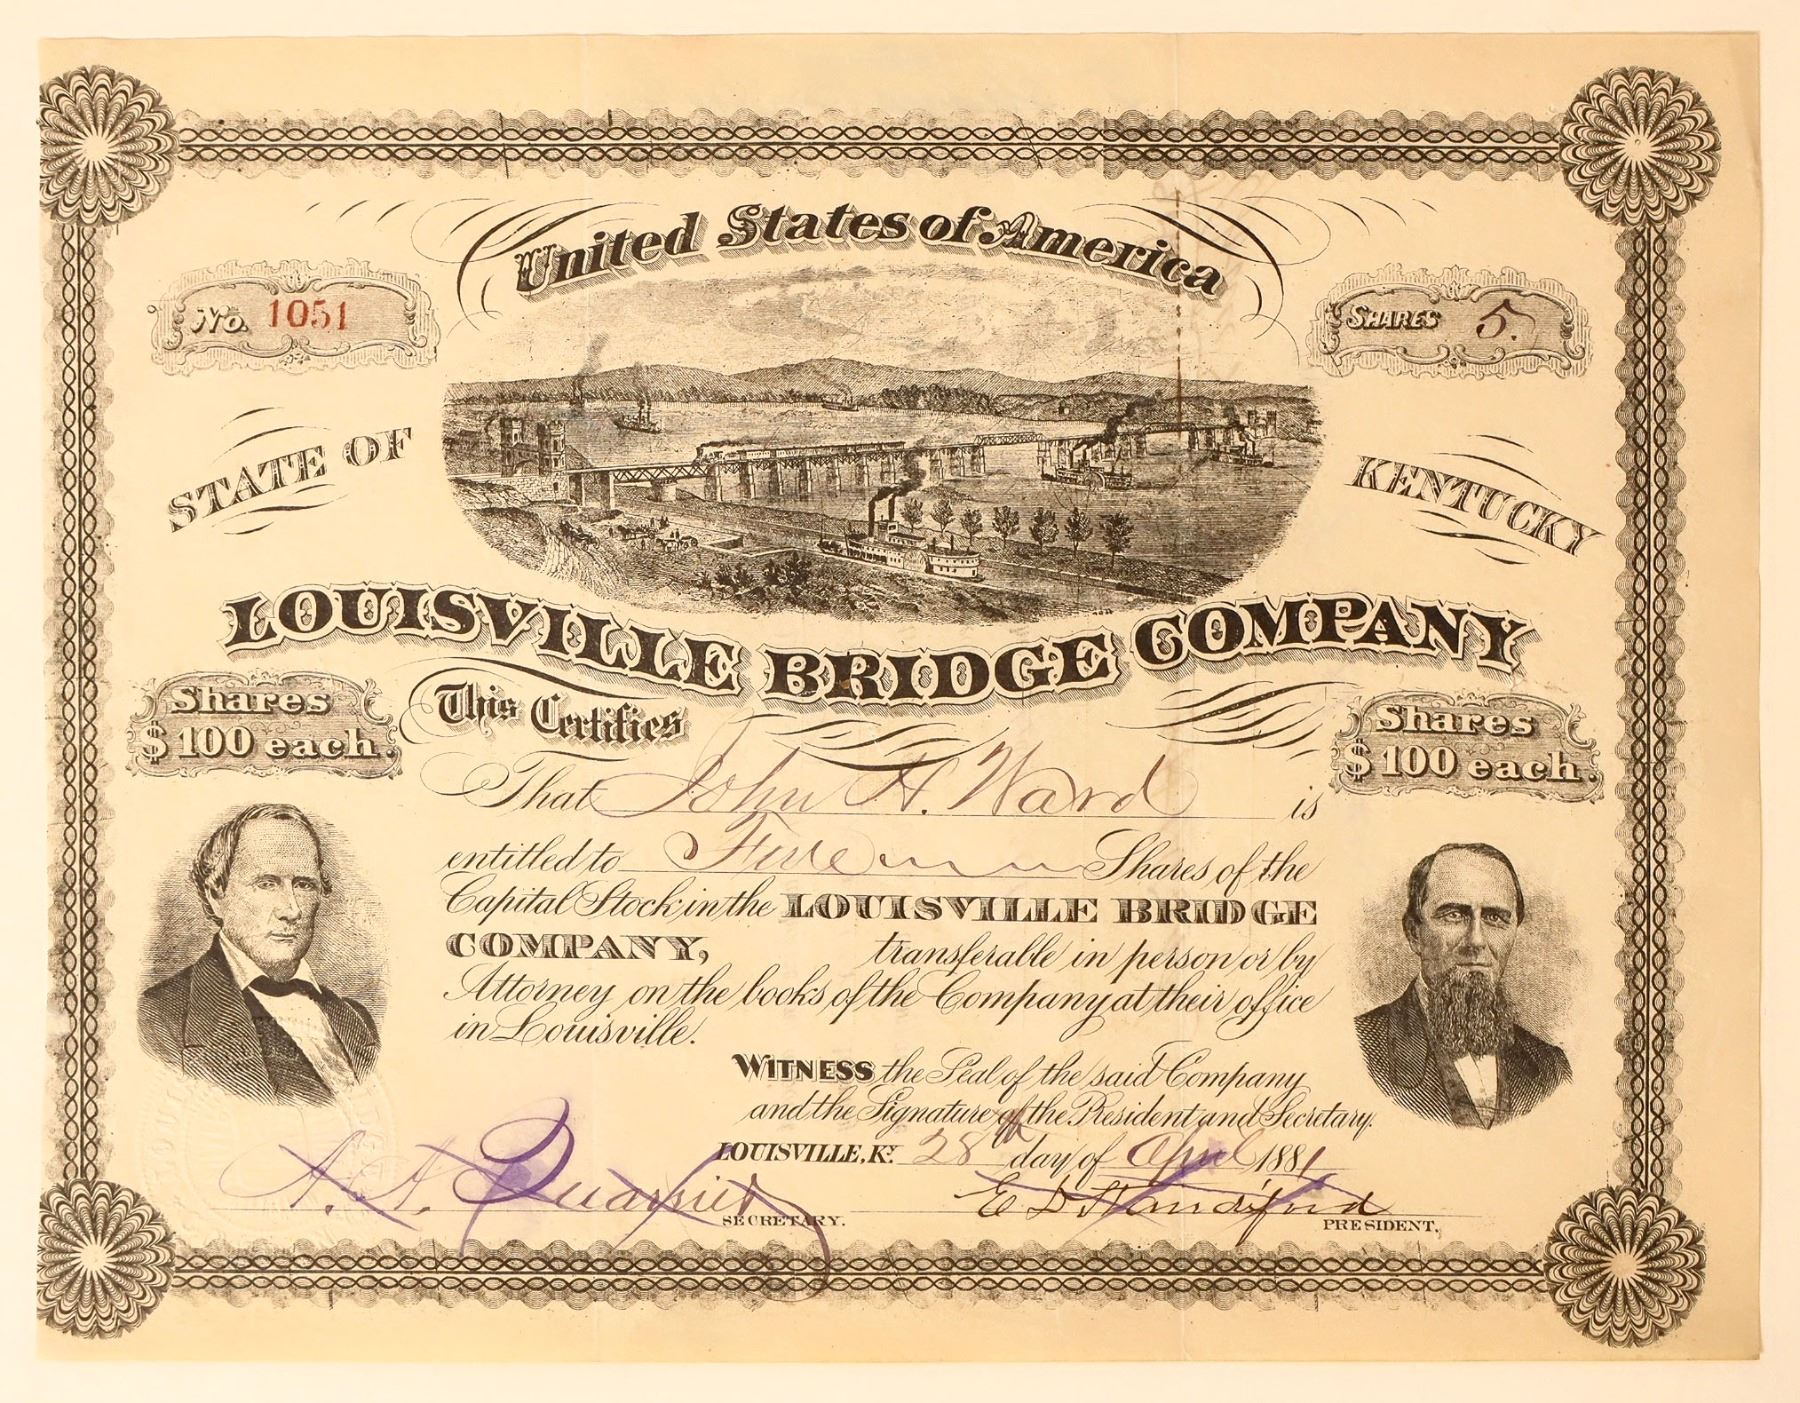 United States of America
No. 1051
SHARES 5.
STATE OF
KENTUCKY
LOUISVILLE BRIDGE COMPANY
Shares
$100 each.
This Certifies
Shares
$100 each.
That John H. Ward is
entitled to Five Shares of the
Capital Stock in the LOUISVILLE BRIDGE
COMPANY, transferable in person or by
Attorney on the books of the Company at their office
in Louisville.
WITNESS the Seal of the said Company
and the Signature of the President and Secretary.
LOUISVILLE, KY. 28th day of April 1881
A. A. Quarrier SECRETARY.
E D Standiford PRESIDENT.